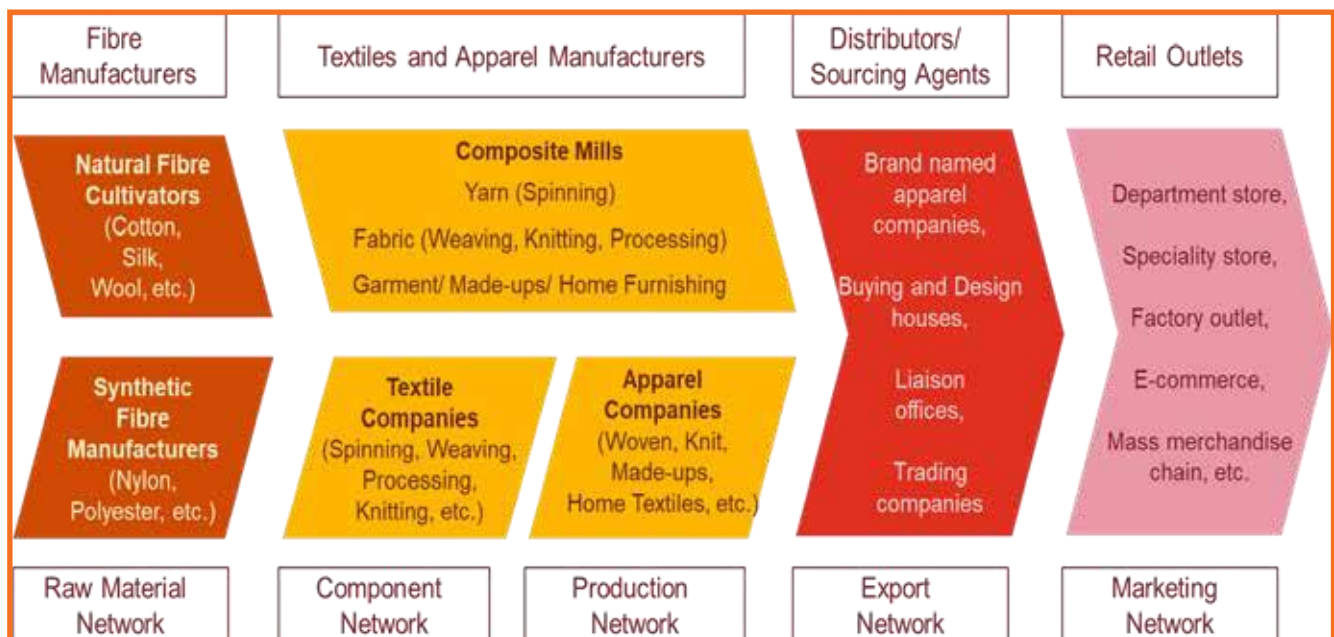 Fibre
Manufacturers
Textiles and Apparel Manufacturers
Distributors/
Sourcing Agents
Retail Outlets
Natural Fibre
Cultivators
(Cotton,
Silk,
Wool, etc.)
Composite Mills
Yarn (Spinning)
Fabric (Weaving, Knitting, Processing)
Garment/ Made-ups/ Home Furnishing
Synthetic
Fibre
Manufacturers
(Nylon,
Polyester, etc.)
Textile
Companies
(Spinning, Weaving,
Processing,
Knitting, etc.)
Apparel
Companies
(Woven, Knit,
Made-ups,
Home Textiles, etc.)
Brand named
apparel
companies,
Buying and Design
houses,
Liaison
offices,
Trading
companies
Department store,
Speciality store,
Factory outlet,
E-commerce,
Mass merchandise
chain, etc.
Raw Material
Network
Component
Network
Production
Network
Export
Network
Marketing
Network